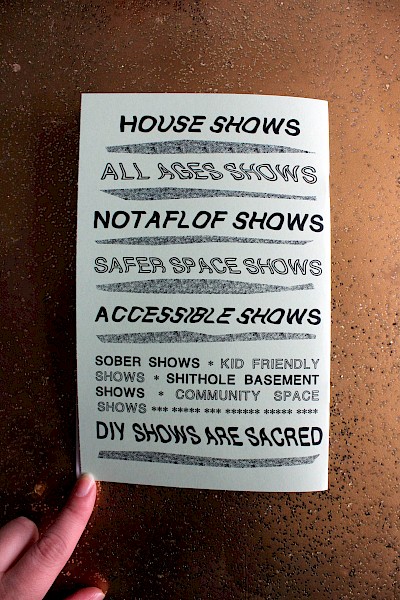 HOUSE SHOWS
ALL AGES SHOWS
NOTAFLOF SHOWS
SAFER SPACE SHOWS
ACCESSIBLE SHOWS
SOBER SHOWS * KID FRIENDLY
SHOWS * SHITHOLE BASEMENT
SHOWS * COMMUNITY SPACE
SHOWS *** ***** *** ****** ***** ****
DIY SHOWS ARE SACRED